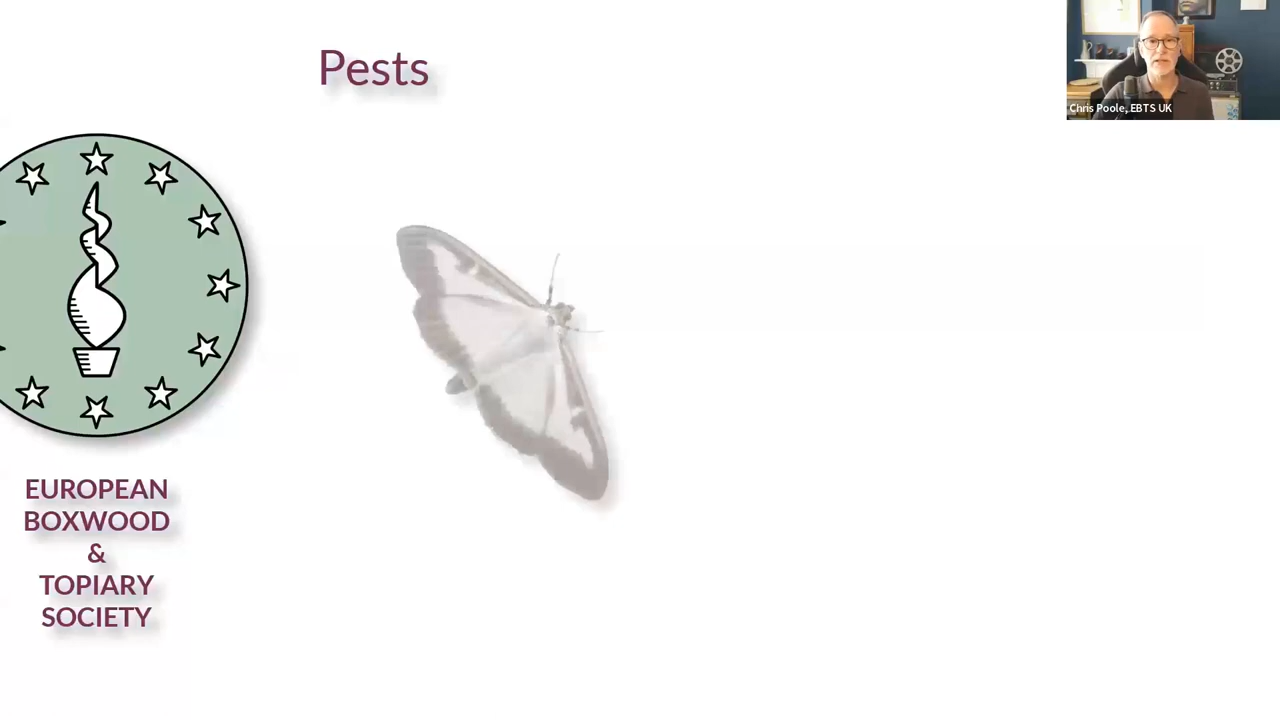 Pests
Chris Poole, EBTS UK
EUROPEAN
BOXWOOD
&
TOPIARY
SOCIETY